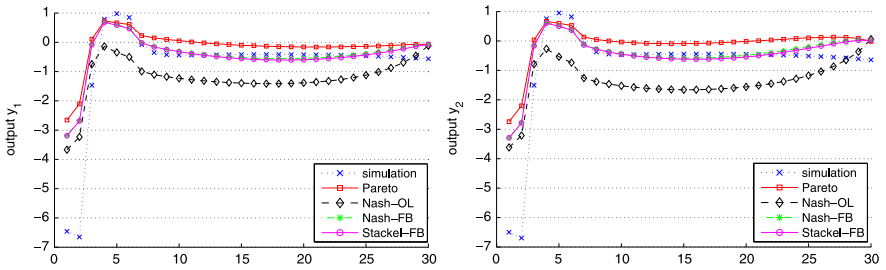 1
0
−1
−2
−3
−4
−5
−6
−7
output y1
0 5 10 15 20 25 30
simulation
Pareto
Nash−OL
Nash−FB
Stackel−FB
1
0
−1
−2
−3
−4
−5
−6
−7
output y2
0 5 10 15 20 25 30
simulation
Pareto
Nash−OL
Nash−FB
Stackel−FB